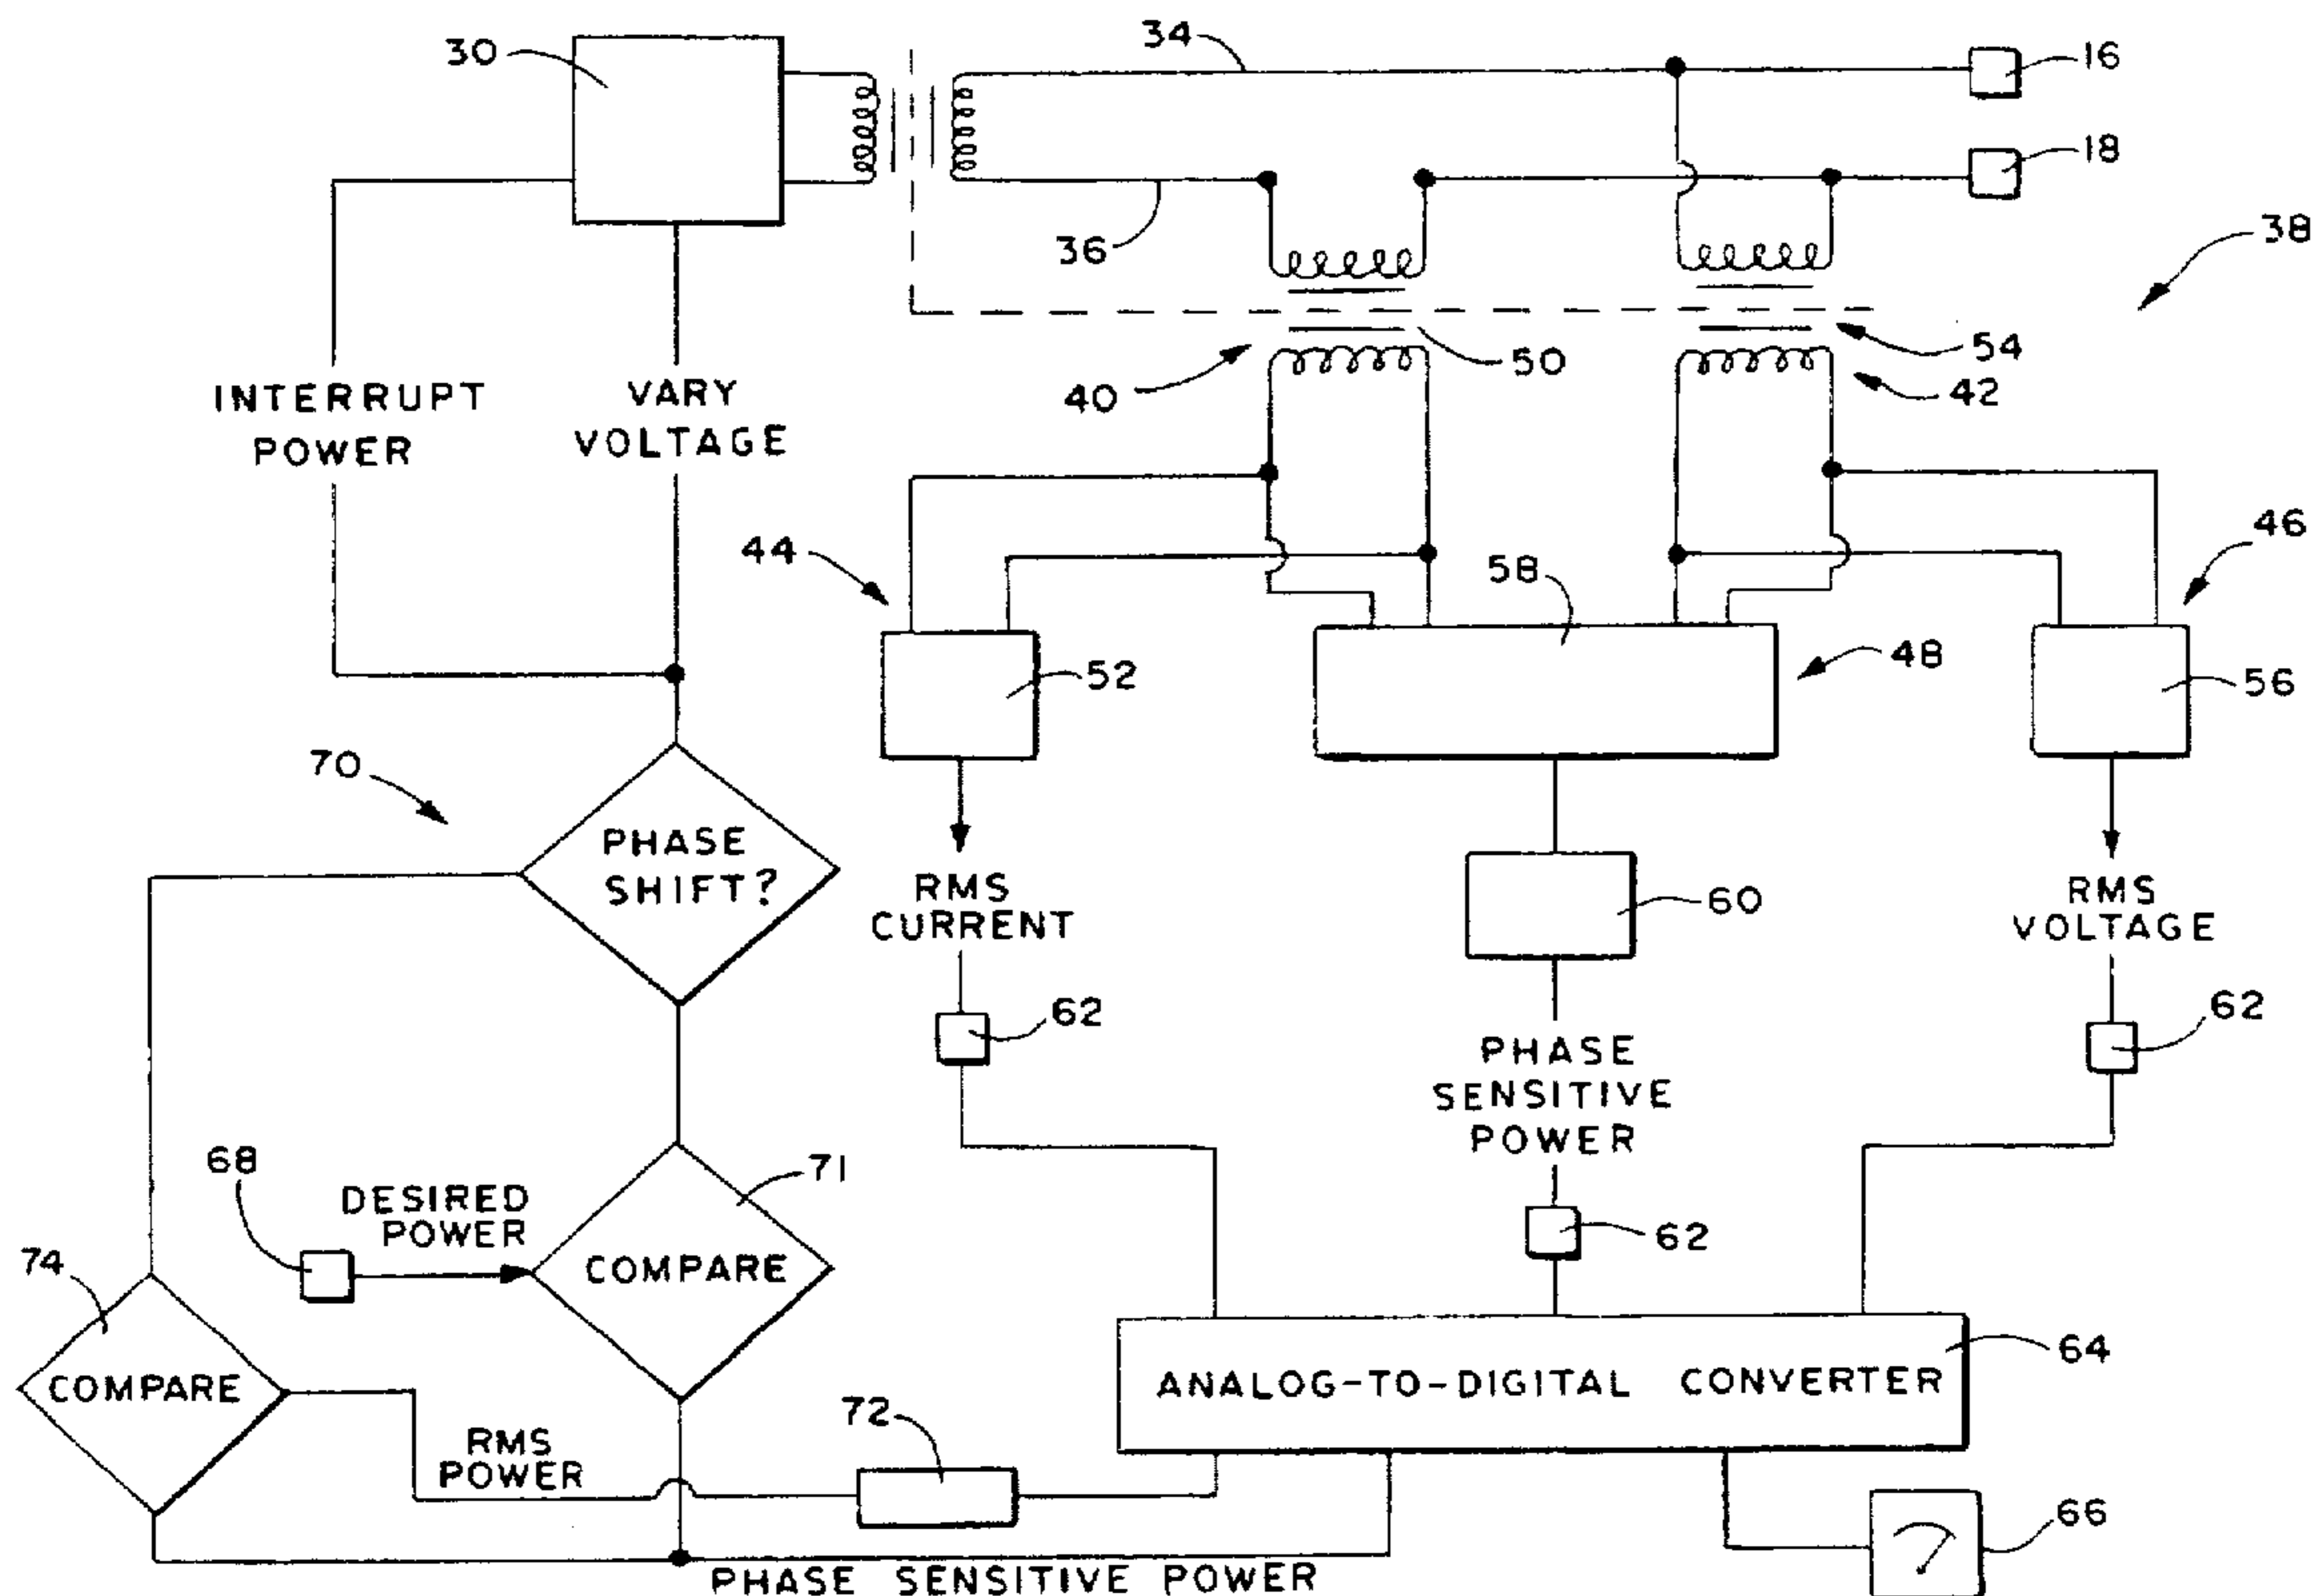 30
34
16
18
36
38
50
54
40
42
INTERRUPT
POWER
VARY
VOLTAGE
44
46
58
52
48
56
70
PHASE
SHIFT?
RMS
CURRENT
60
RMS
VOLTAGE
62
62
PHASE
SENSITIVE
POWER
68
DESIRED
POWER
71
COMPARE
62
74
COMPARE
64
ANALOG-TO-DIGITAL CONVERTER
72
RMS
POWER
66
PHASE SENSITIVE POWER